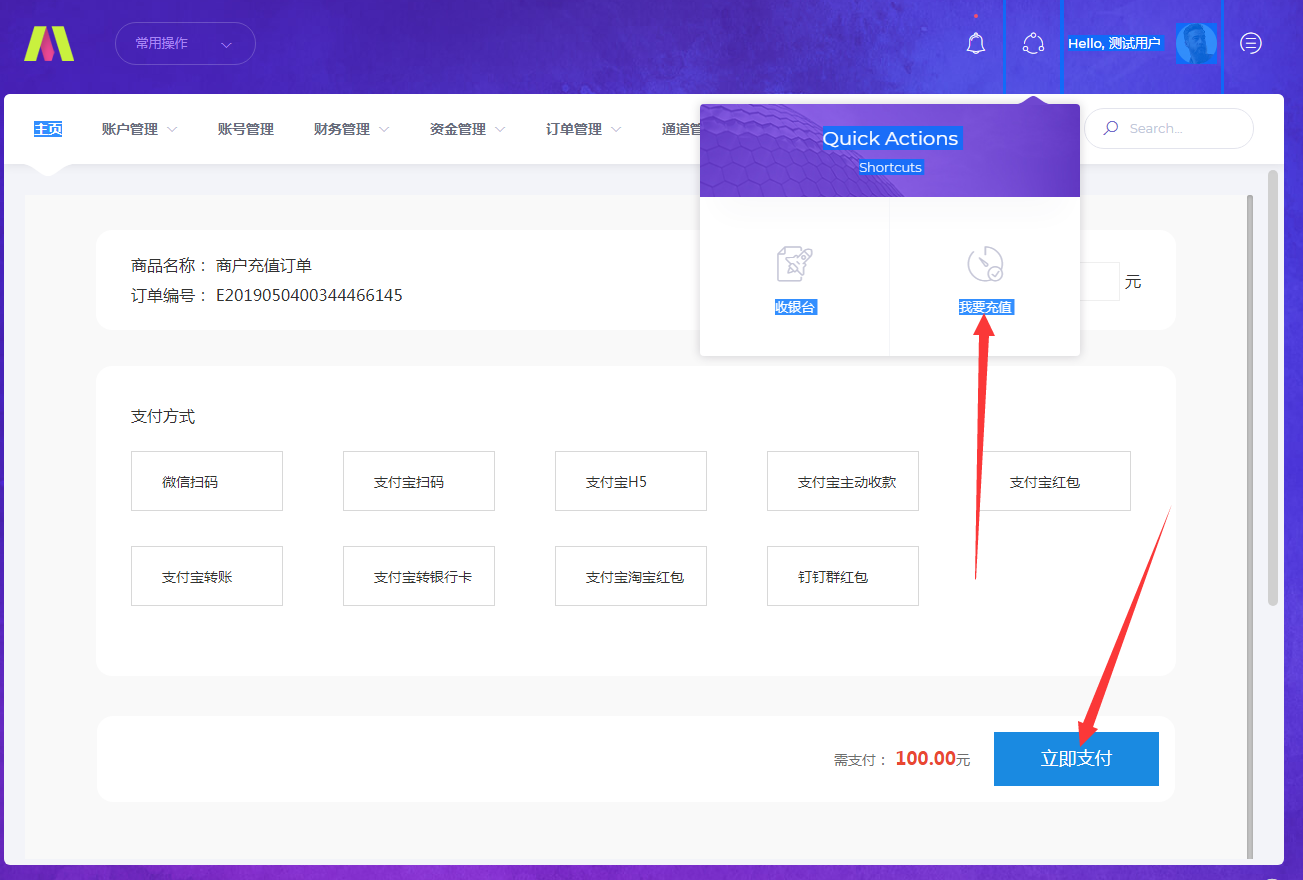 常用操作
Hello, 测试用户
主页 账户管理 账号管理 财务管理 资金管理 订单管理 通道管
Search...
Quick Actions
Shortcuts
收银台 我要充值
商品名称： 商户充值订单
订单编号： E2019050400344466145
元
支付方式
微信扫码 支付宝扫码 支付宝H5 支付宝主动收款 支付宝红包
支付宝转账 支付宝转银行卡 支付宝淘宝红包 钉钉群红包
需支付： 100.00元 立即支付